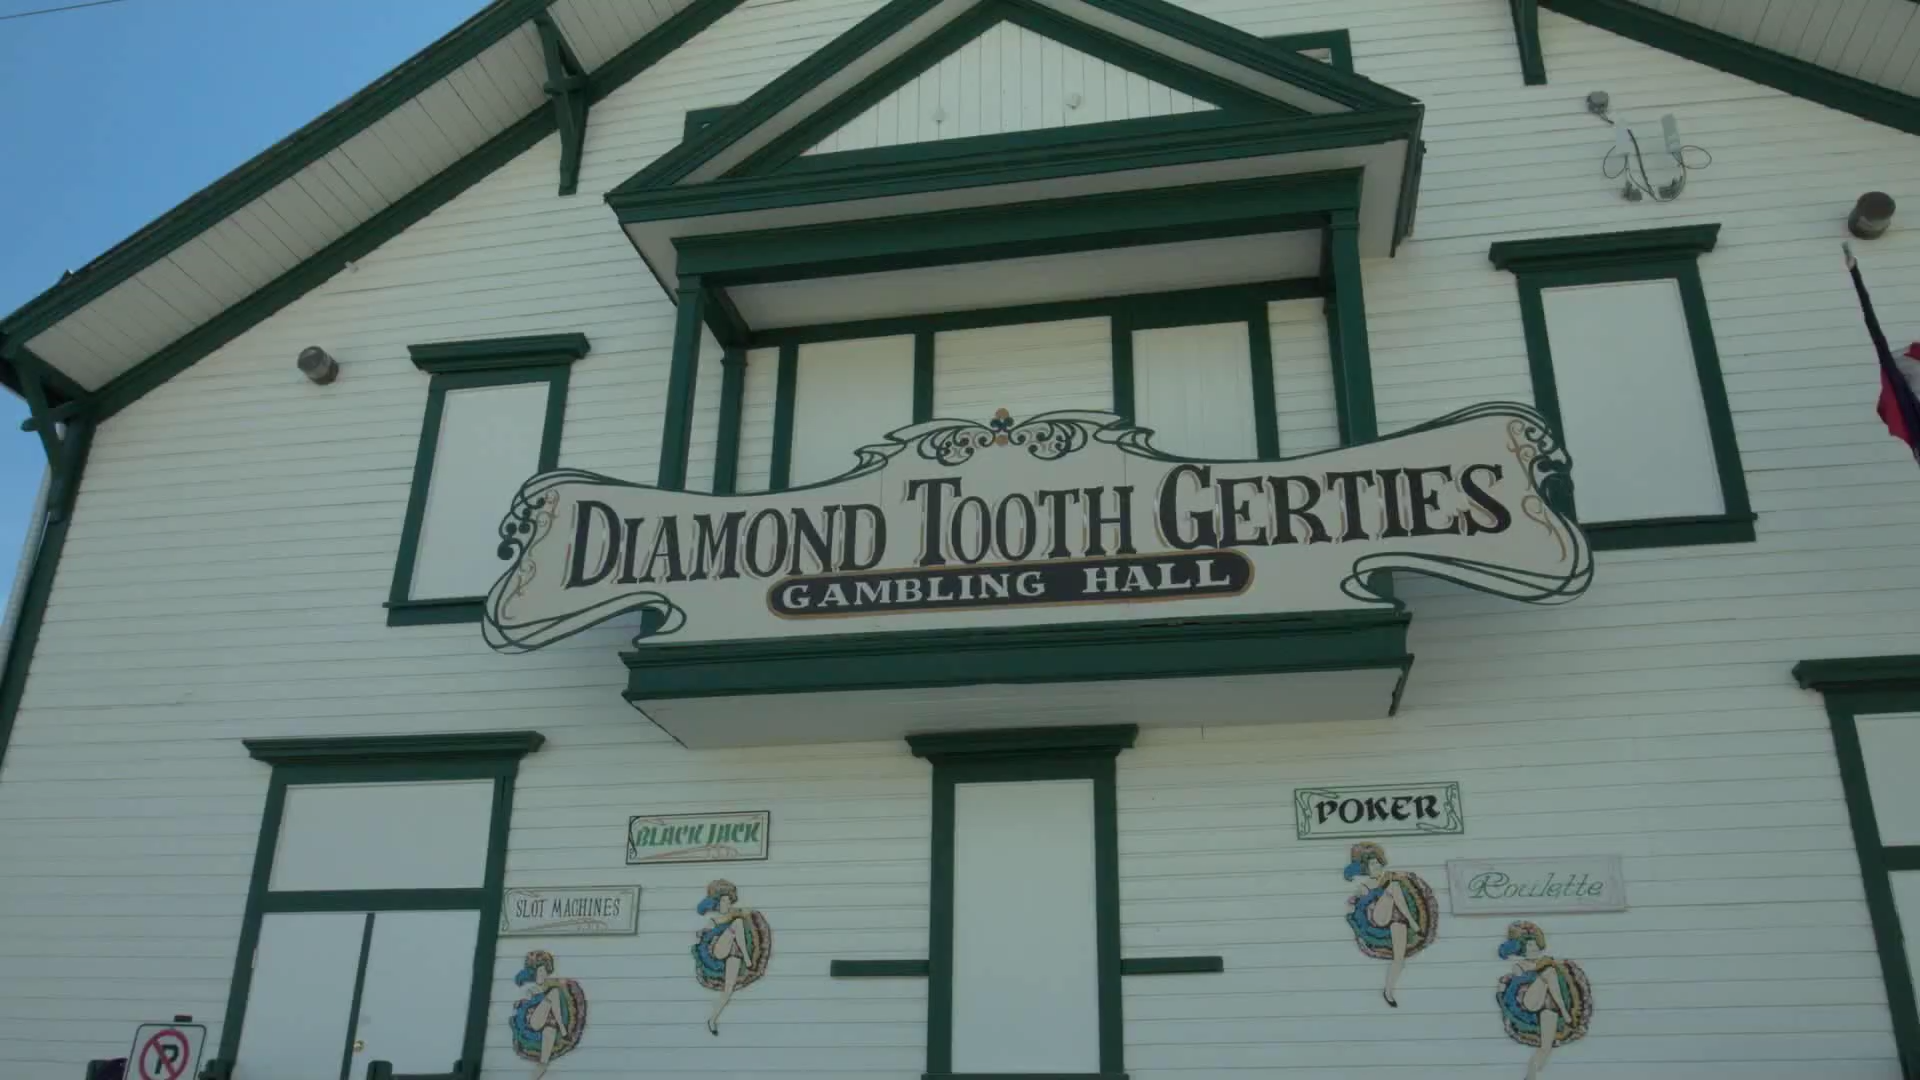 DIAMOND TOOTH GERTIES
GAMBLING HALL
BLACK JACK
SLOT MACHINES
POKER
Roulette
P